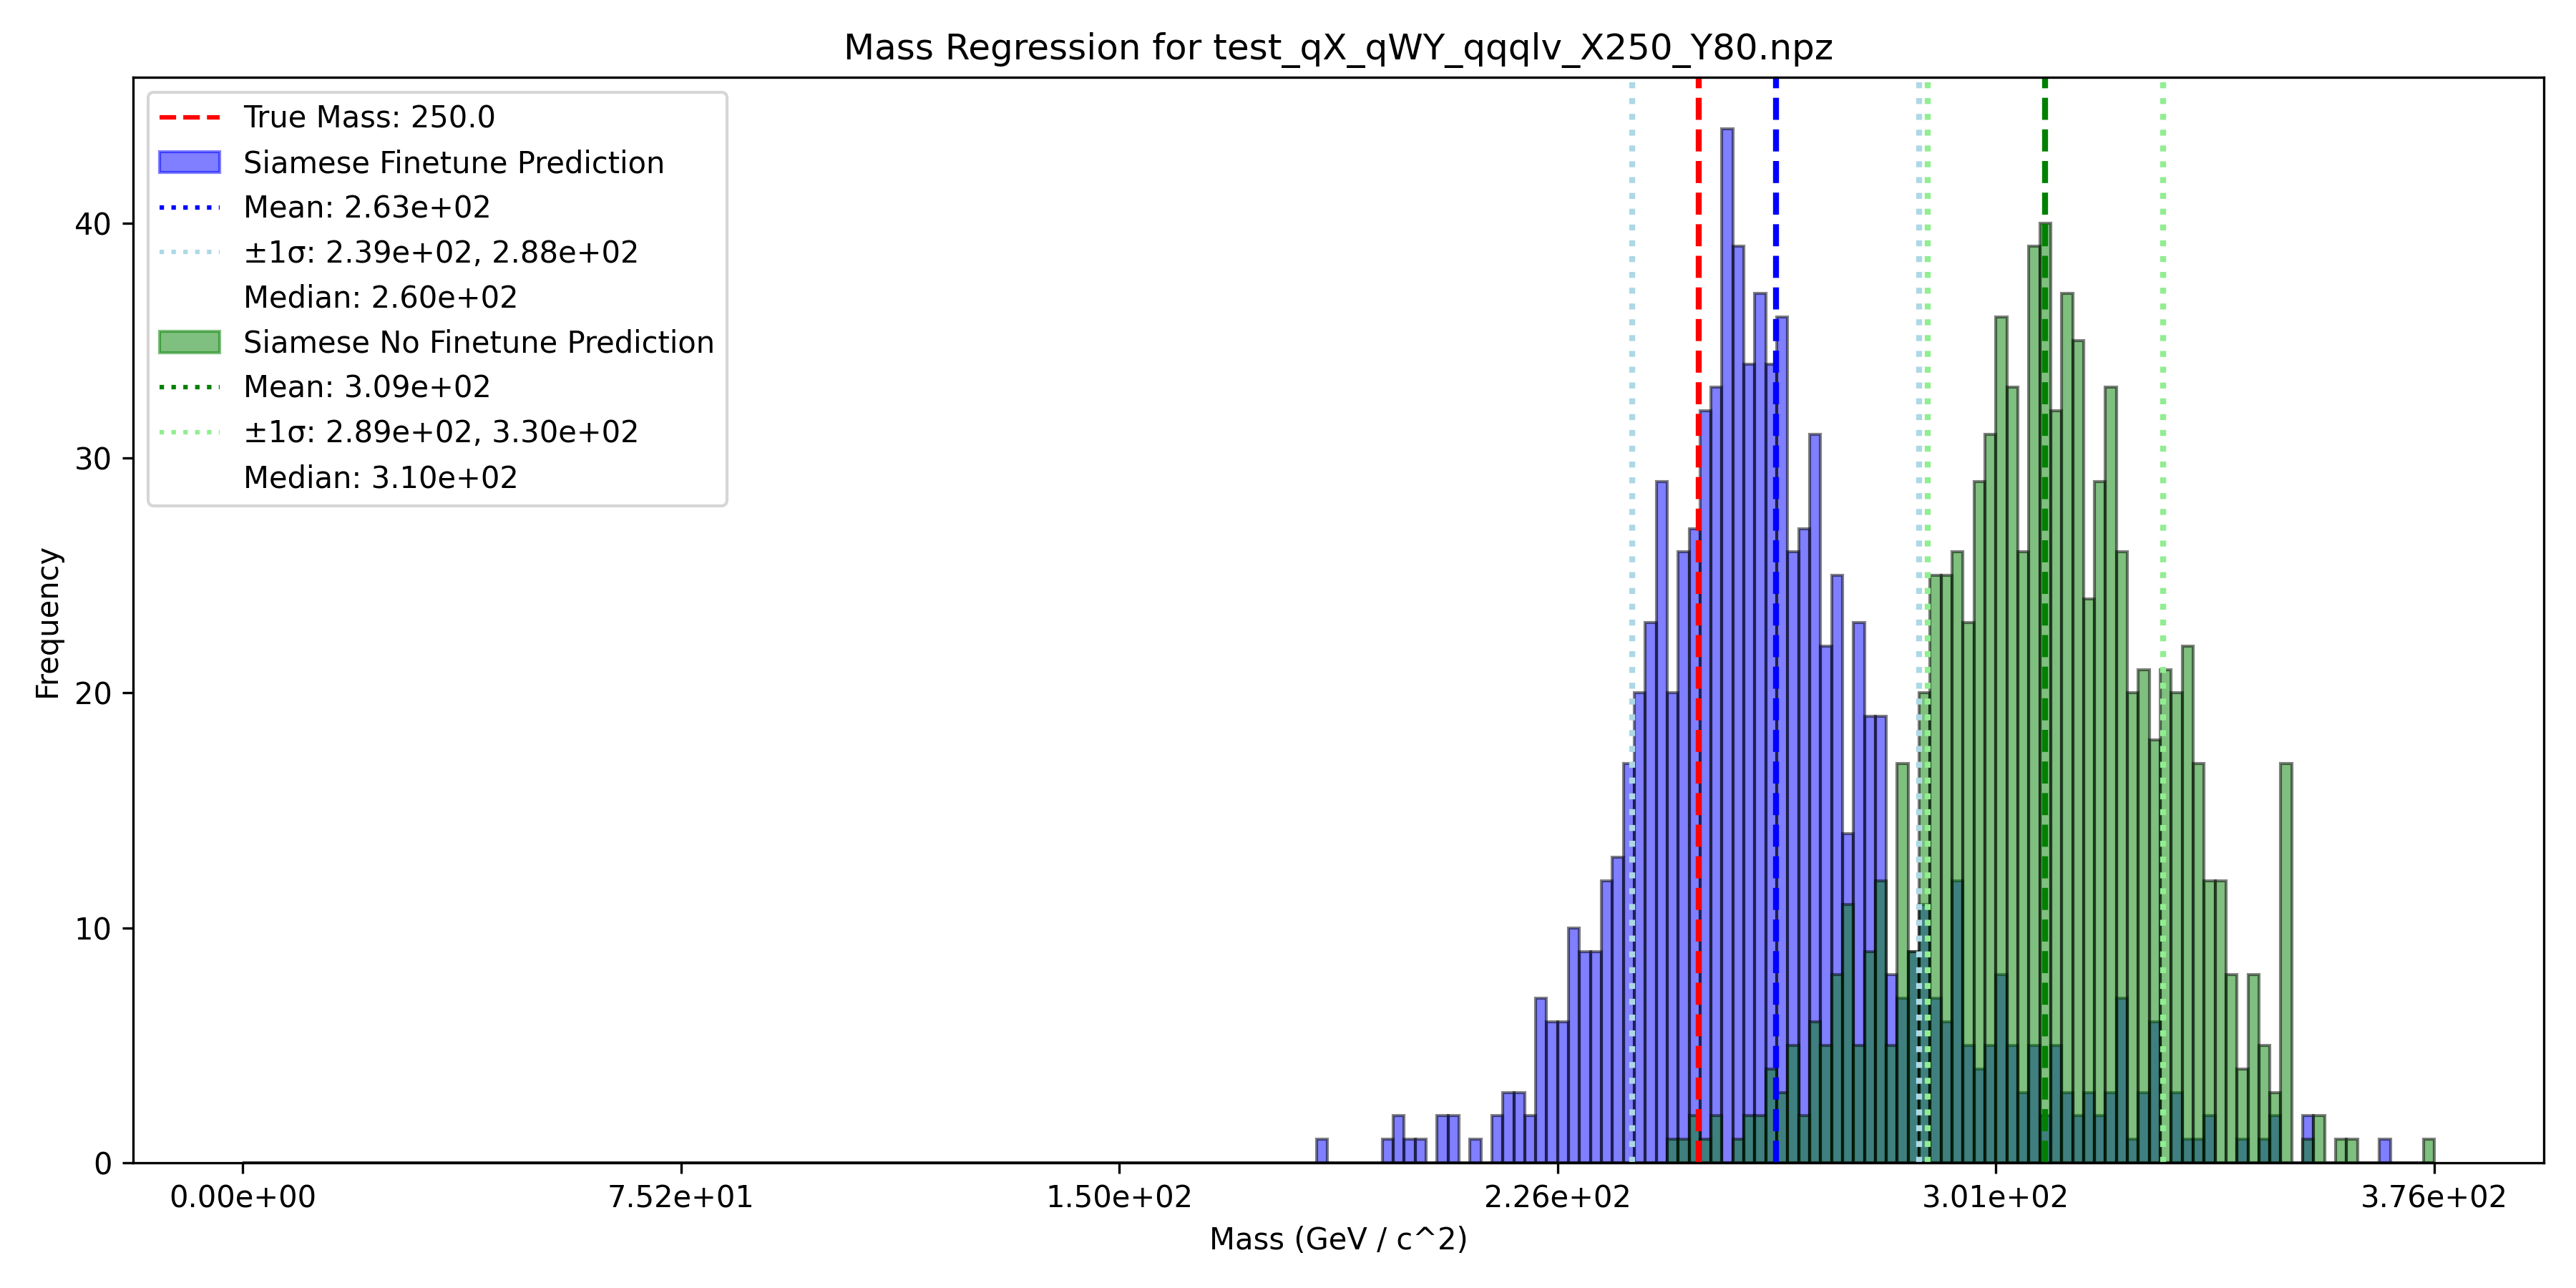 Mass Regression for test_qX_qWY_qqqlv_X250_Y80.npz
True Mass: 250.0
Siamese Finetune Prediction
Mean: 2.63e+02
±1σ: 2.39e+02, 2.88e+02
Median: 2.60e+02
Siamese No Finetune Prediction
Mean: 3.09e+02
±1σ: 2.89e+02, 3.30e+02
Median: 3.10e+02
Frequency
40
30
20
10
0
0.00e+00 7.52e+01 1.50e+02 2.26e+02 3.01e+02 3.76e+02
Mass (GeV / c^2)